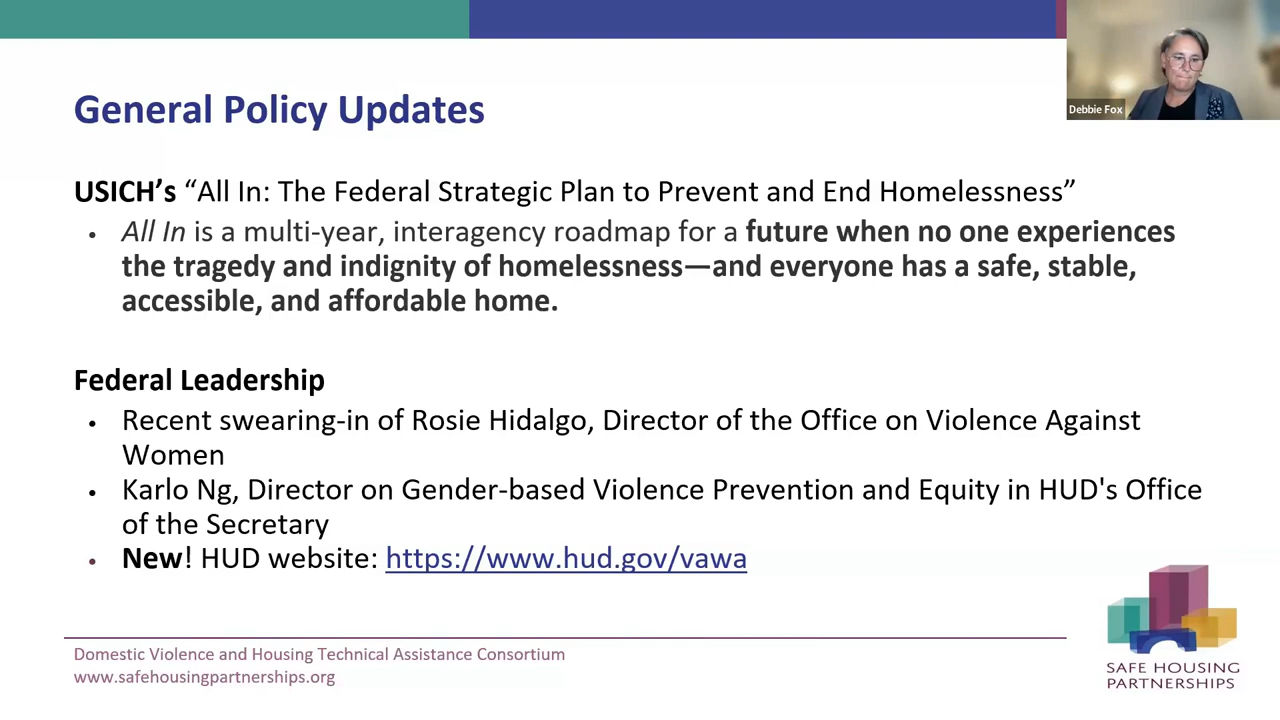 General Policy Updates
Debbie Fox
USICH’s “All In: The Federal Strategic Plan to Prevent and End Homelessness”
• All In is a multi-year, interagency roadmap for a future when no one experiences
the tragedy and indignity of homelessness—and everyone has a safe, stable,
accessible, and affordable home.
Federal Leadership
• Recent swearing-in of Rosie Hidalgo, Director of the Office on Violence Against
Women
• Karlo Ng, Director on Gender-based Violence Prevention and Equity in HUD's Office
of the Secretary
• New! HUD website: https://www.hud.gov/vawa
Domestic Violence and Housing Technical Assistance Consortium
www.safehousingpartnerships.org
SAFE HOUSING
PARTNERSHIPS